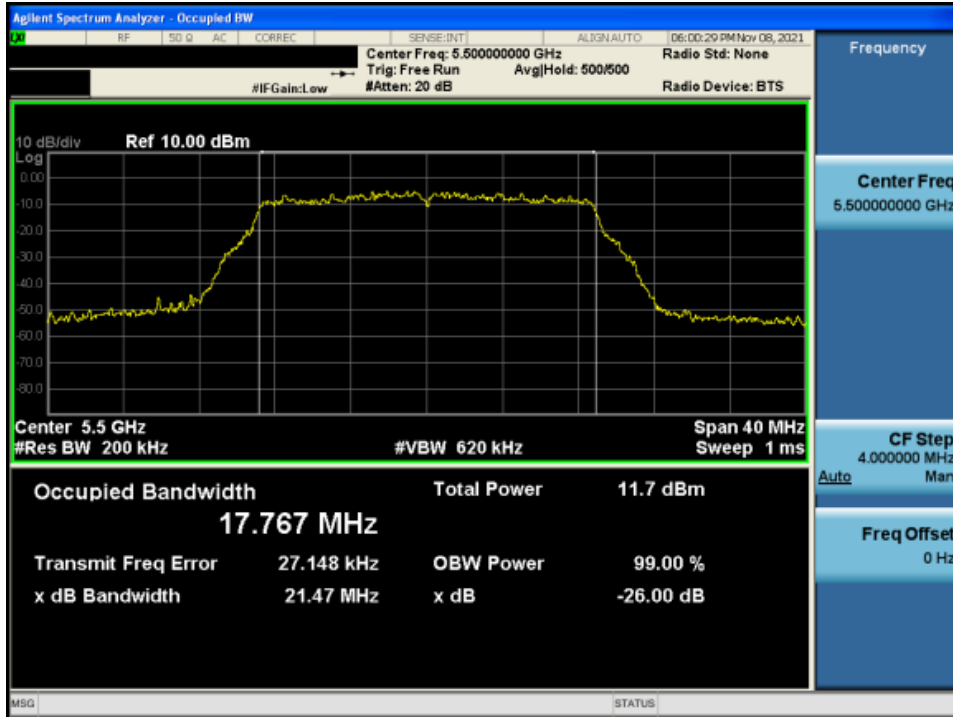 Agilent Spectrum Analyzer - Occupied BW
LXI RF 50 Ω AC CORREC SENSE:INT ALIGN AUTO 06:00:29 PM Nov 08, 2021
Center Freq: 5.500000000 GHz Radio Std: None
Trig: Free Run Avg|Hold: 500/500
#IFGain:Low #Atten: 20 dB Radio Device: BTS
10 dB/div Ref 10.00 dBm
Log
0.00
-10.0
-20.0
-30.0
-40.0
-50.0
-60.0
-70.0
-80.0
Center 5.5 GHz Span 40 MHz
#Res BW 200 kHz #VBW 620 kHz Sweep 1 ms
Occupied Bandwidth Total Power 11.7 dBm
17.767 MHz
Transmit Freq Error 27.148 kHz OBW Power 99.00 %
x dB Bandwidth 21.47 MHz x dB -26.00 dB
Frequency
Center Freq
5.500000000 GHz
CF Step
4.000000 MHz
Auto Man
Freq Offset
0 Hz
MSG STATUS